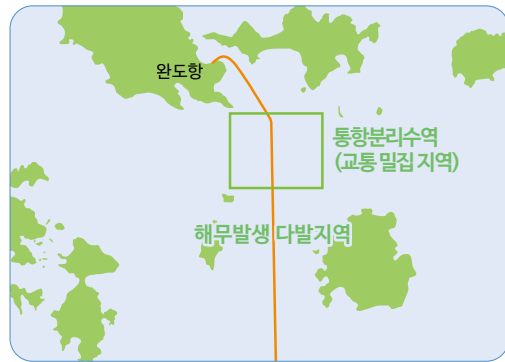 완도항
통항분리수역
(교통 밀집 지역)
해무발생 다발지역